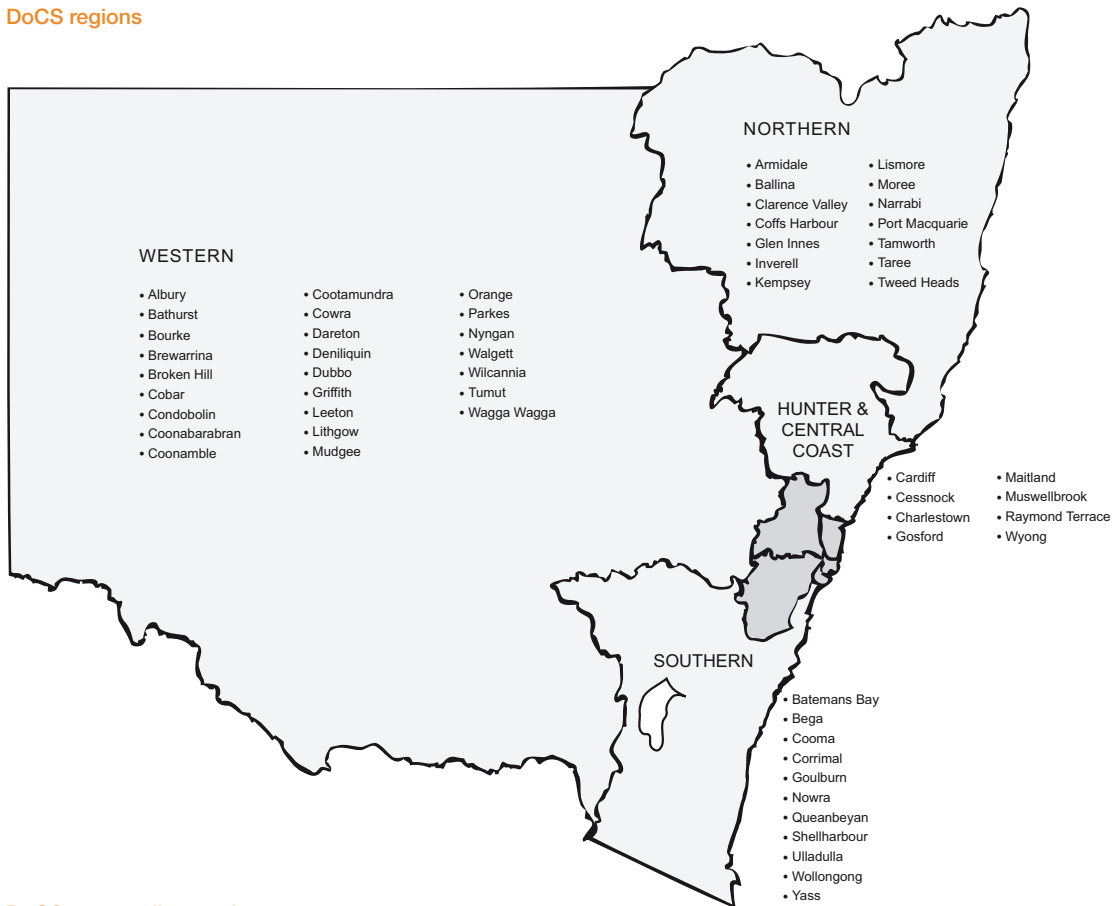 DoCS regions
NORTHERN
• Armidale
• Ballina
• Clarence Valley
• Coffs Harbour
• Glen Innes
• Inverell
• Kempsey
• Lismore
• Moree
• Narrabi
• Port Macquarie
• Tamworth
• Taree
• Tweed Heads
WESTERN
• Albury
• Bathurst
• Bourke
• Brewarrina
• Broken Hill
• Cobar
• Condobolin
• Coonabarabran
• Coonamble
• Cootamundra
• Cowra
• Dareton
• Deniliquin
• Dubbo
• Griffith
• Leeton
• Lithgow
• Mudgee
• Orange
• Parkes
• Nyngan
• Walgett
• Wilcannia
• Tumut
• Wagga Wagga
HUNTER &
CENTRAL
COAST
• Cardiff
• Cessnock
• Charlestown
• Gosford
• Maitland
• Muswellbrook
• Raymond Terrace
• Wyong
SOUTHERN
• Batemans Bay
• Bega
• Cooma
• Corrimal
• Goulburn
• Nowra
• Queanbeyan
• Shellharbour
• Ulladulla
• Wollongong
• Yass